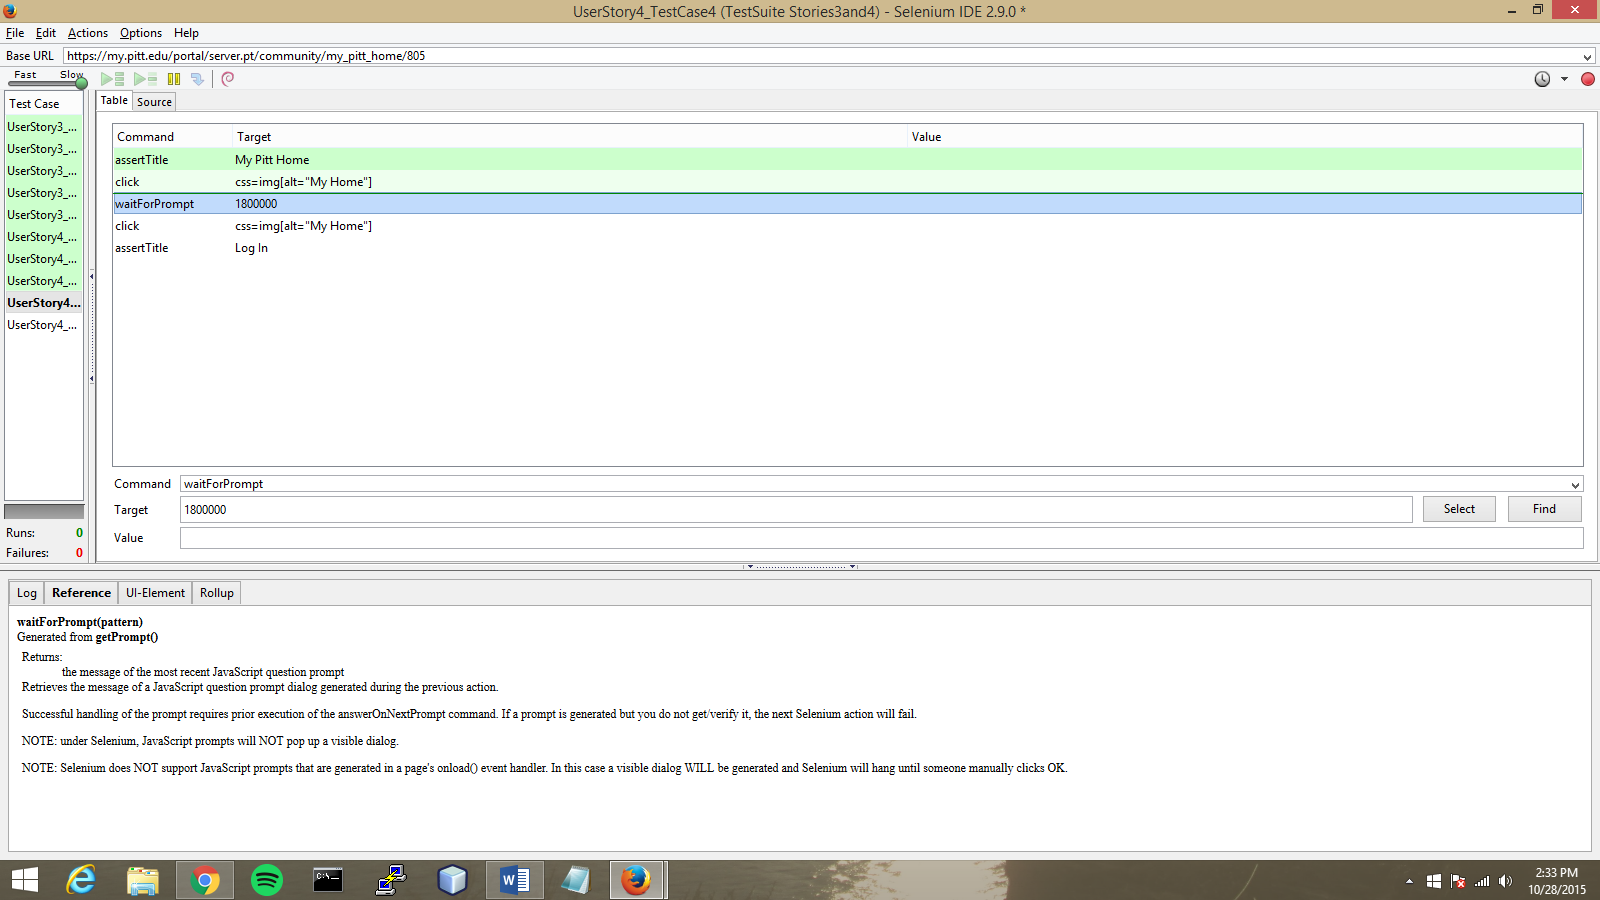 UserStory4_TestCase4 (TestSuite Stories3and4) - Selenium IDE 2.9.0 *
File Edit Actions Options Help
Base URL https://my.pitt.edu/portal/server.pt/community/my_pitt_home/805
Fast Slow
Test Case
UserStory3_...
UserStory3_...
UserStory3_...
UserStory3_...
UserStory3_...
UserStory4_...
UserStory4_...
UserStory4_...
UserStory4...
UserStory4_...
Runs: 0
Failures: 0
Table Source
Command Target Value
assertTitle My Pitt Home
click css=img[alt="My Home"]
waitForPrompt 1800000
click css=img[alt="My Home"]
assertTitle Log In
Command waitForPrompt
Target 1800000 Select Find
Value
Log Reference UI-Element Rollup
waitForPrompt(pattern)
Generated from getPrompt()
Returns:
the message of the most recent JavaScript question prompt
Retrieves the message of a JavaScript question prompt dialog generated during the previous action.
Successful handling of the prompt requires prior execution of the answerOnNextPrompt command. If a prompt is generated but you do not get/verify it, the next Selenium action will fail.
NOTE: under Selenium, JavaScript prompts will NOT pop up a visible dialog.
NOTE: Selenium does NOT support JavaScript prompts that are generated in a page's onload() event handler. In this case a visible dialog WILL be generated and Selenium will hang until someone manually clicks OK.
2:33 PM
10/28/2015